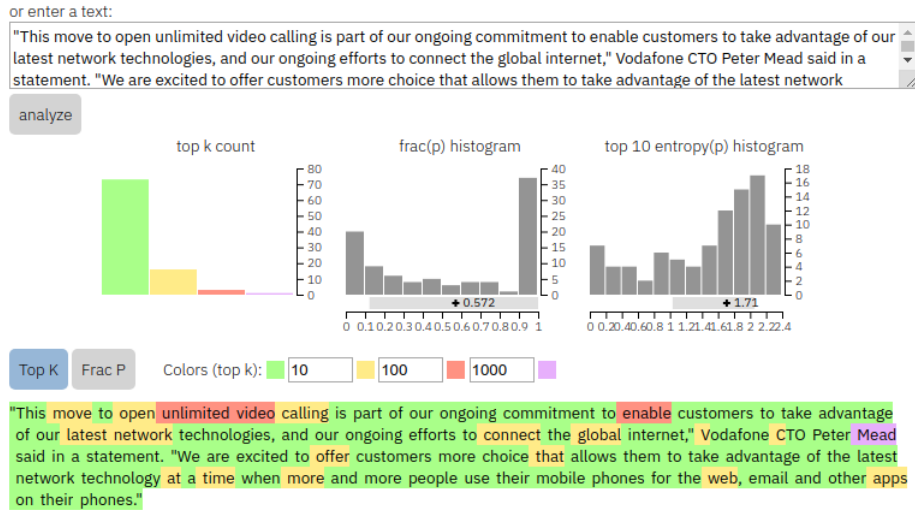 or enter a text:
"This move to open unlimited video calling is part of our ongoing commitment to enable customers to take advantage of our
latest network technologies, and our ongoing efforts to connect the global internet," Vodafone CTO Peter Mead said in a
statement. "We are excited to offer customers more choice that allows them to take advantage of the latest network
analyze
top k count
frac(p) histogram
top 10 entropy(p) histogram
80
70
60
50
40
30
20
10
0
40
35
30
25
20
15
10
5
0
0.572
0 0.1 0.2 0.3 0.4 0.5 0.6 0.7 0.8 0.9 1
18
16
14
12
10
8
6
4
2
0
1.71
0 0.2 0.4 0.6 0.8 1 1.2 1.4 1.6 1.8 2 2.2 2.4
Top K Frac P Colors (top k): 10 100 1000
"This move to open unlimited video calling is part of our ongoing commitment to enable customers to take advantage
of our latest network technologies, and our ongoing efforts to connect the global internet," Vodafone CTO Peter Mead
said in a statement. "We are excited to offer customers more choice that allows them to take advantage of the latest
network technology at a time when more and more people use their mobile phones for the web, email and other apps
on their phones."